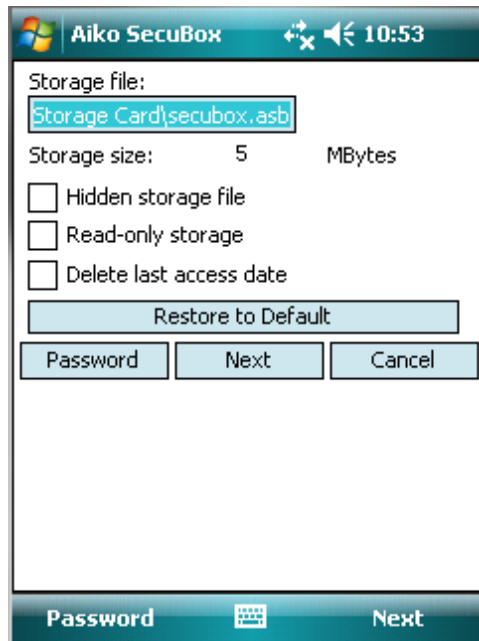 Aiko SecuBox 10:53
Storage file:
Storage Card\secubox.asb
Storage size: 5 MBytes
Hidden storage file
Read-only storage
Delete last access date
Restore to Default
Password Next Cancel
Password Next